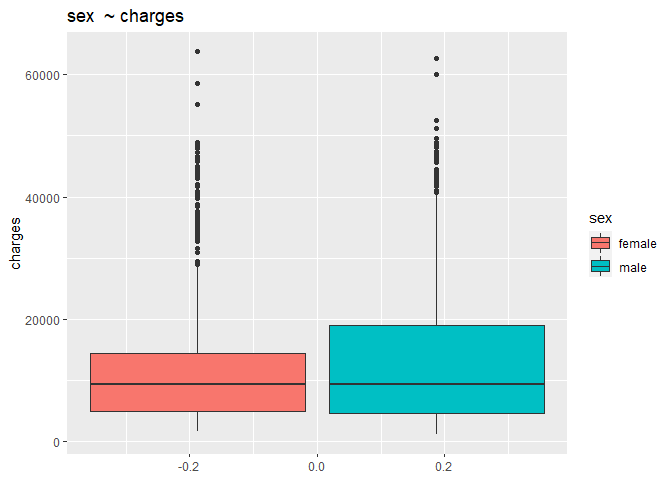 sex ~ charges
60000
40000
20000
0
charges
-0.2
0.0
0.2
sex
female
male